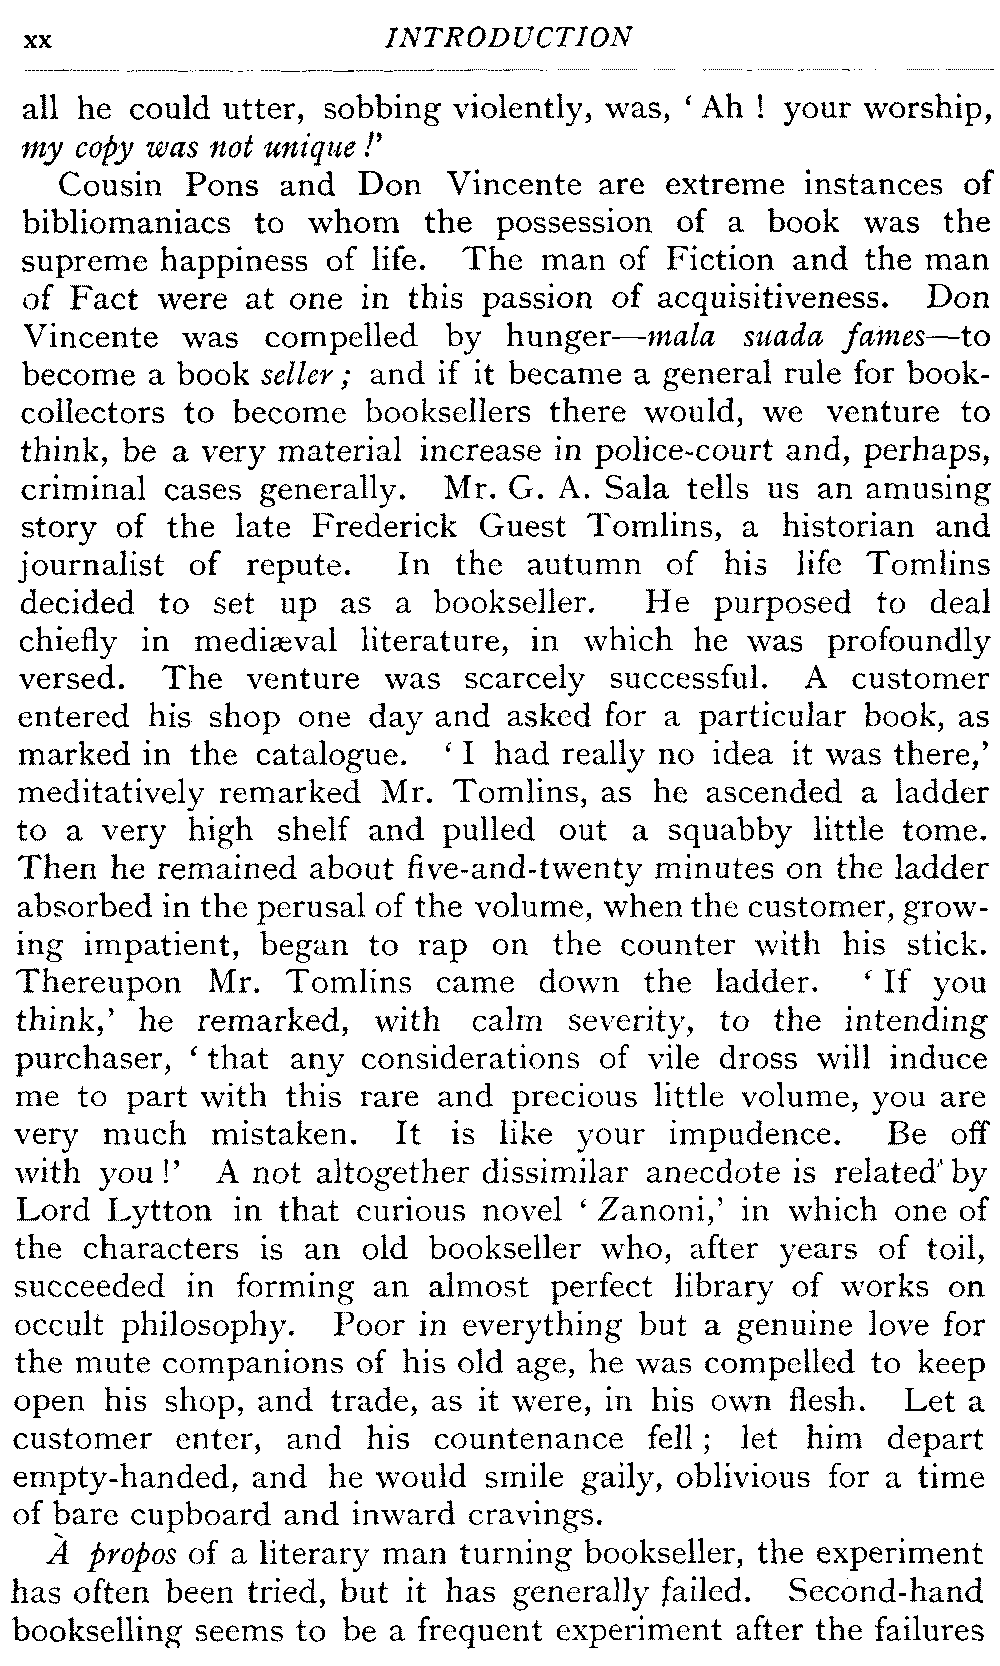 xx INTRODUCTION
all he could utter, sobbing violently, was, ‘ Ah ! your worship,
my copy was not unique !’
Cousin Pons and Don Vincente are extreme instances of
bibliomaniacs to whom the possession of a book was the
supreme happiness of life. The man of Fiction and the man
of Fact were at one in this passion of acquisitiveness. Don
Vincente was compelled by hunger—mala suada fames—to
become a book seller ; and if it became a general rule for book-
collectors to become booksellers there would, we venture to
think, be a very material increase in police-court and, perhaps,
criminal cases generally. Mr. G. A. Sala tells us an amusing
story of the late Frederick Guest Tomlins, a historian and
journalist of repute. In the autumn of his life Tomlins
decided to set up as a bookseller. He purposed to deal
chiefly in mediæval literature, in which he was profoundly
versed. The venture was scarcely successful. A customer
entered his shop one day and asked for a particular book, as
marked in the catalogue. ‘ I had really no idea it was there,’
meditatively remarked Mr. Tomlins, as he ascended a ladder
to a very high shelf and pulled out a squabby little tome.
Then he remained about five-and-twenty minutes on the ladder
absorbed in the perusal of the volume, when the customer, grow-
ing impatient, began to rap on the counter with his stick.
Thereupon Mr. Tomlins came down the ladder. ‘ If you
think,’ he remarked, with calm severity, to the intending
purchaser, ‘ that any considerations of vile dross will induce
me to part with this rare and precious little volume, you are
very much mistaken. It is like your impudence. Be off
with you !’ A not altogether dissimilar anecdote is related by
Lord Lytton in that curious novel ‘ Zanoni,’ in which one of
the characters is an old bookseller who, after years of toil,
succeeded in forming an almost perfect library of works on
occult philosophy. Poor in everything but a genuine love for
the mute companions of his old age, he was compelled to keep
open his shop, and trade, as it were, in his own flesh. Let a
customer enter, and his countenance fell ; let him depart
empty-handed, and he would smile gaily, oblivious for a time
of bare cupboard and inward cravings.
À propos of a literary man turning bookseller, the experiment
has often been tried, but it has generally failed. Second-hand
bookselling seems to be a frequent experiment after the failures